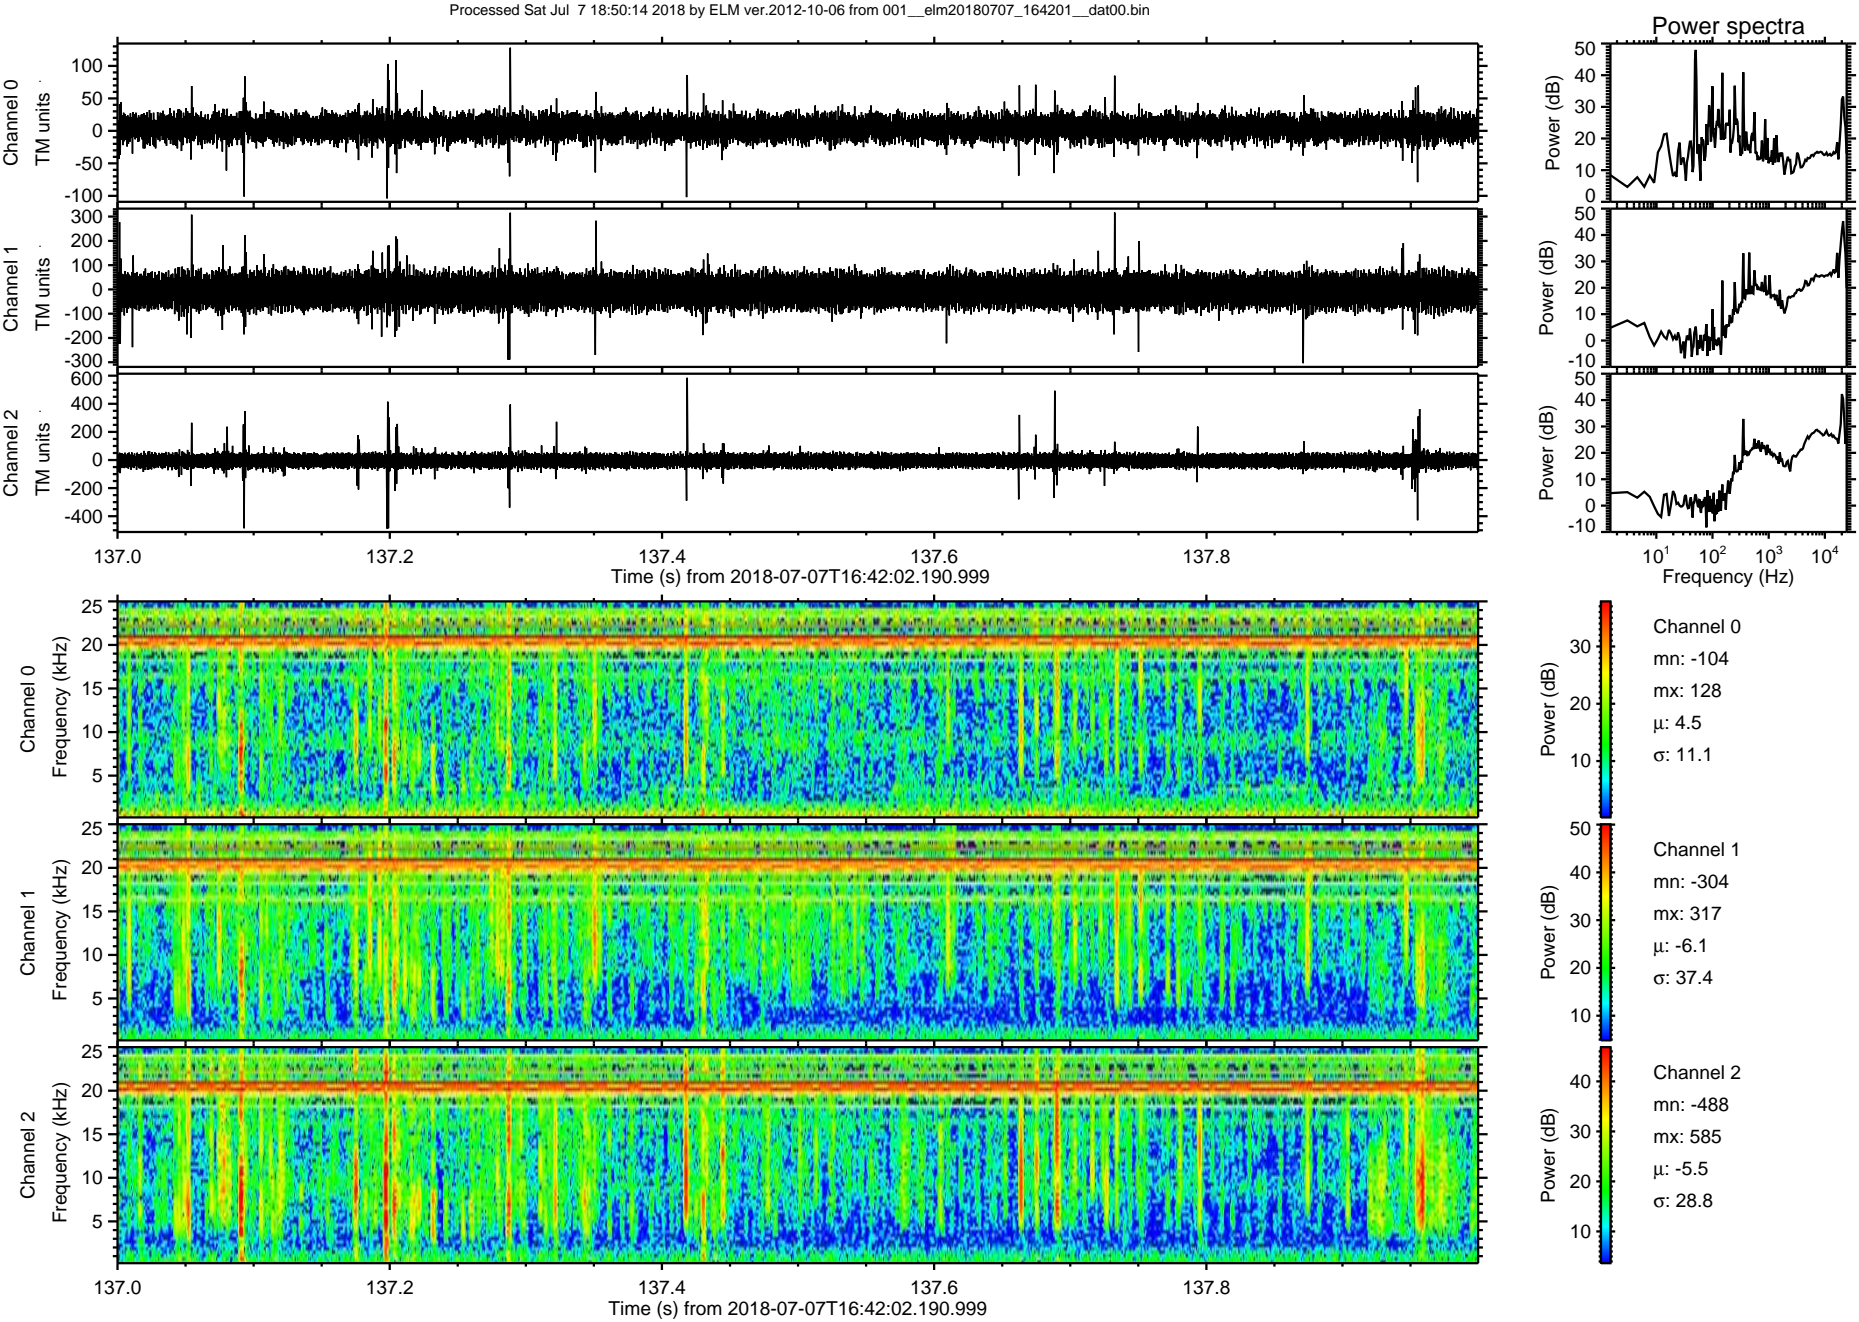 Processed Sat Jul  7 18:50:14 2018 by ELM ver.2012-10-06 from 001__elm20180707_164201__dat00.bin
Power spectra
Channel 0
TM units
100
50
0
-50
-100
Power (dB)
50
40
30
20
10
0
Channel 1
TM units
300
200
100
0
-100
-200
-300
Power (dB)
50
40
30
20
10
0
-10
Channel 2
TM units
600
400
200
0
-200
-400
Power (dB)
50
40
30
20
10
0
-10
137.0 137.2 137.4 137.6 137.8
Time (s) from 2018-07-07T16:42:02.190.999
10^1 10^2 10^3 10^4
Frequency (Hz)
Channel 0
Frequency (kHz)
25
20
15
10
5
Power (dB)
30
20
10
Channel 0
mn: -104
mx: 128
μ: 4.5
σ: 11.1
Channel 1
Frequency (kHz)
25
20
15
10
5
Power (dB)
50
40
30
20
10
Channel 1
mn: -304
mx: 317
μ: -6.1
σ: 37.4
Channel 2
Frequency (kHz)
25
20
15
10
5
Power (dB)
40
30
20
10
Channel 2
mn: -488
mx: 585
μ: -5.5
σ: 28.8
137.0 137.2 137.4 137.6 137.8
Time (s) from 2018-07-07T16:42:02.190.999